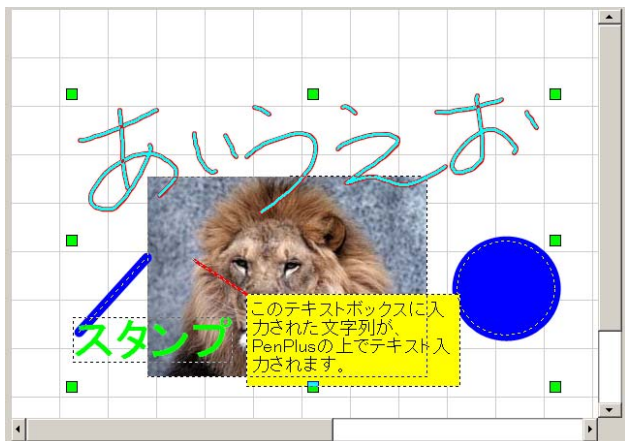 あいうえお
スタンプ
このテキストボックスに入
力された文字列が、
PenPlusの上でテキスト入
力されます。